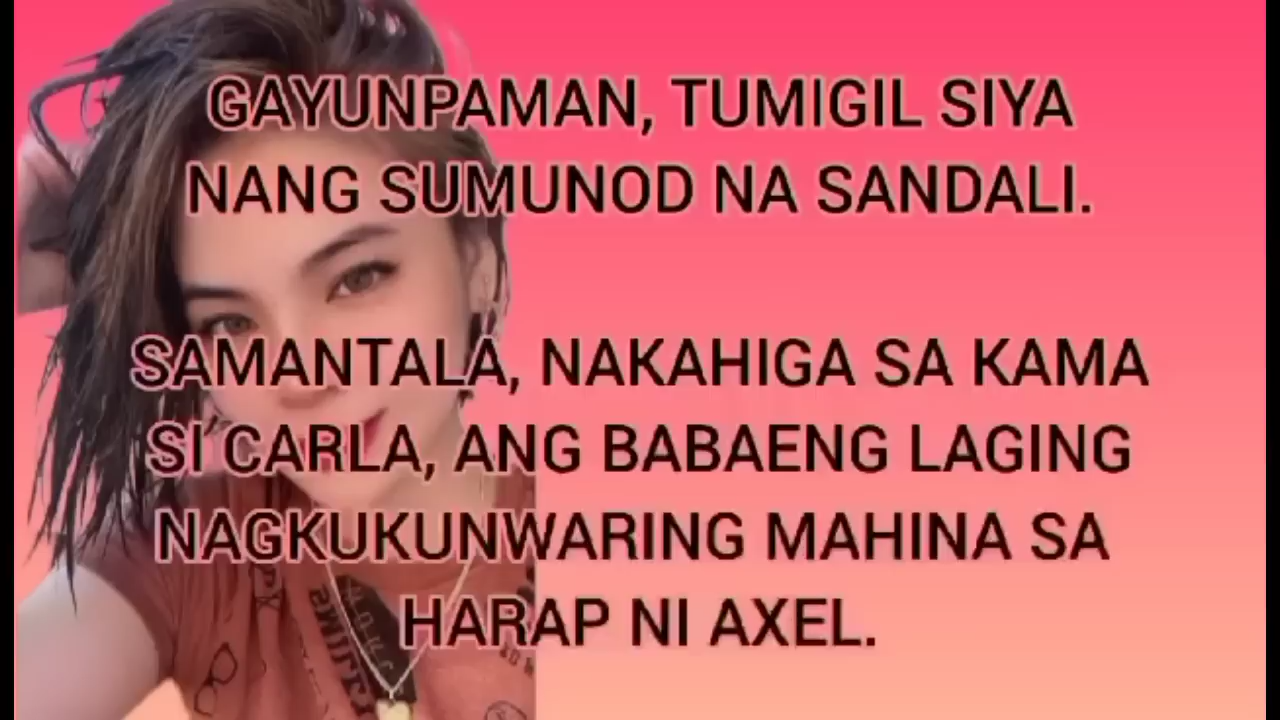 GAYUNPAMAN, TUMIGIL SIYA
NANG SUMUNOD NA SANDALI.
SAMANTALA, NAKAHIGA SA KAMA
SI CARLA, ANG BABAENG LAGING
NAGKUKUNWARING MAHINA SA
HARAP NI AXEL.